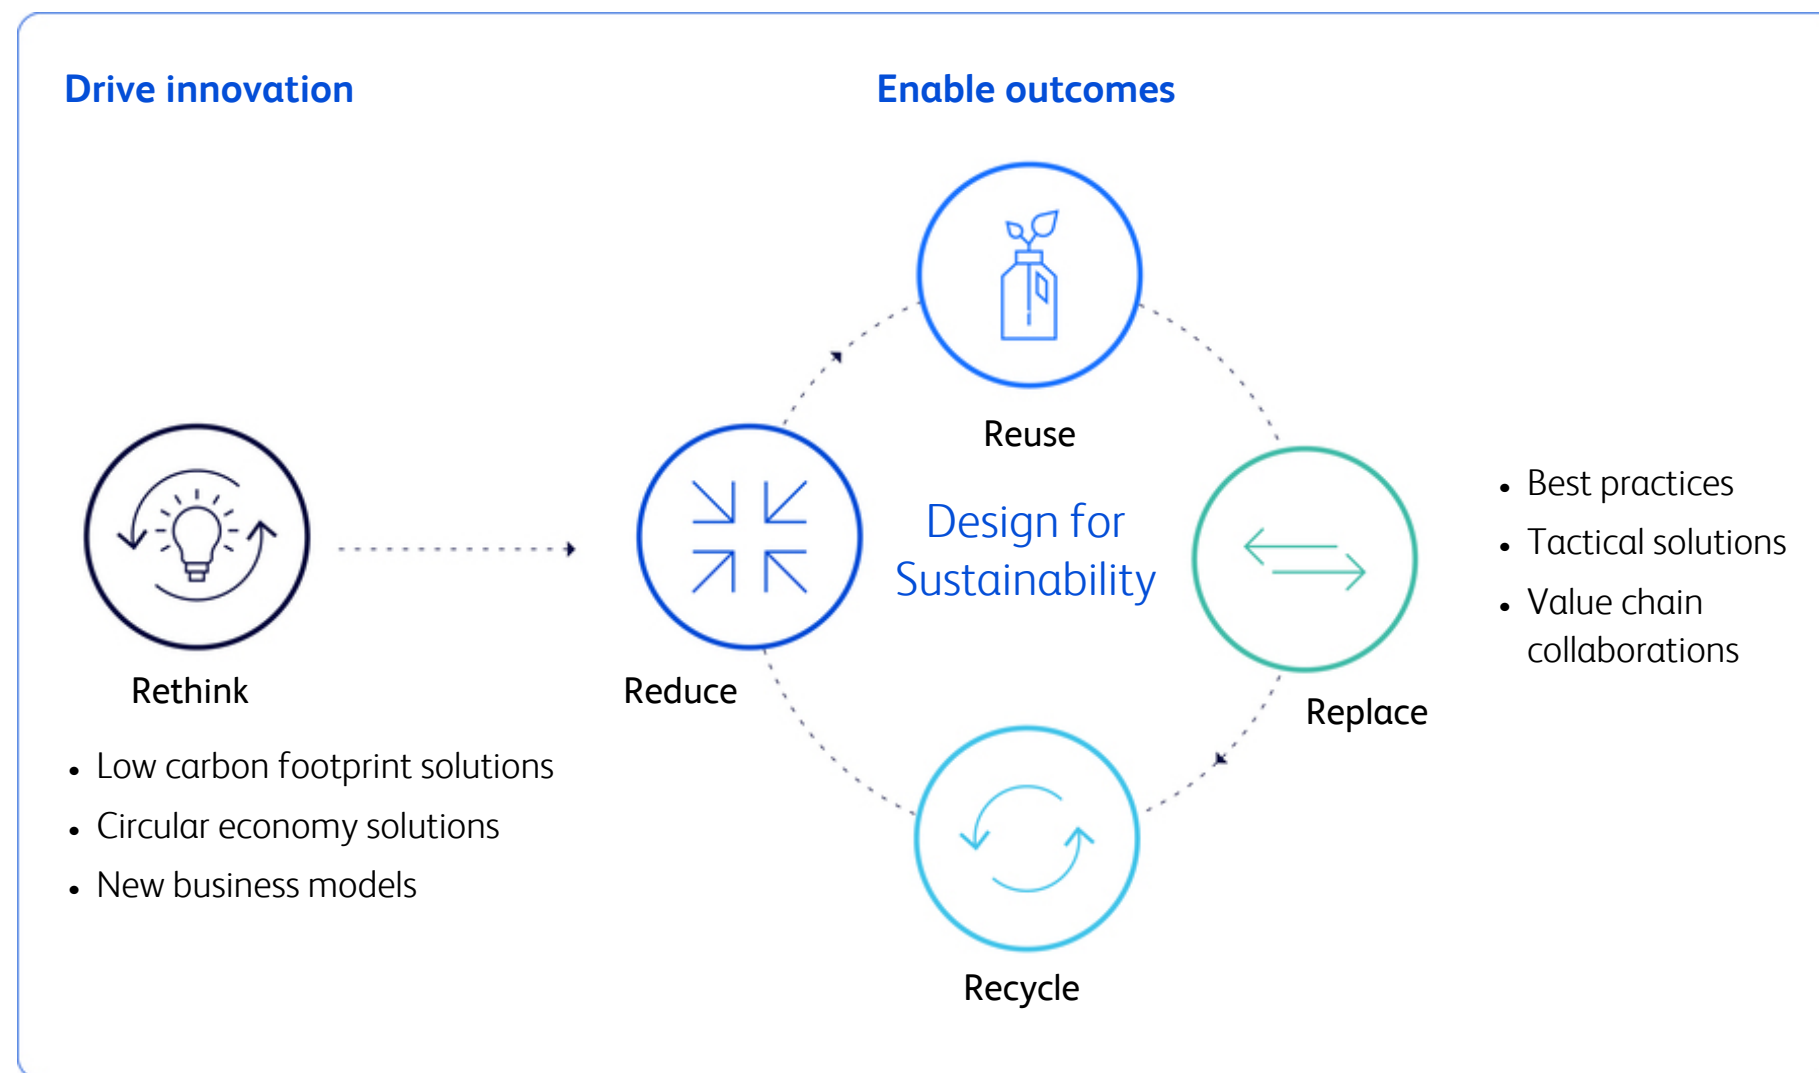 Drive innovation
Enable outcomes
Reuse
Design for
Sustainability
Rethink
Reduce
Replace
Recycle
• Low carbon footprint solutions
• Circular economy solutions
• New business models
• Best practices
• Tactical solutions
• Value chain
collaborations